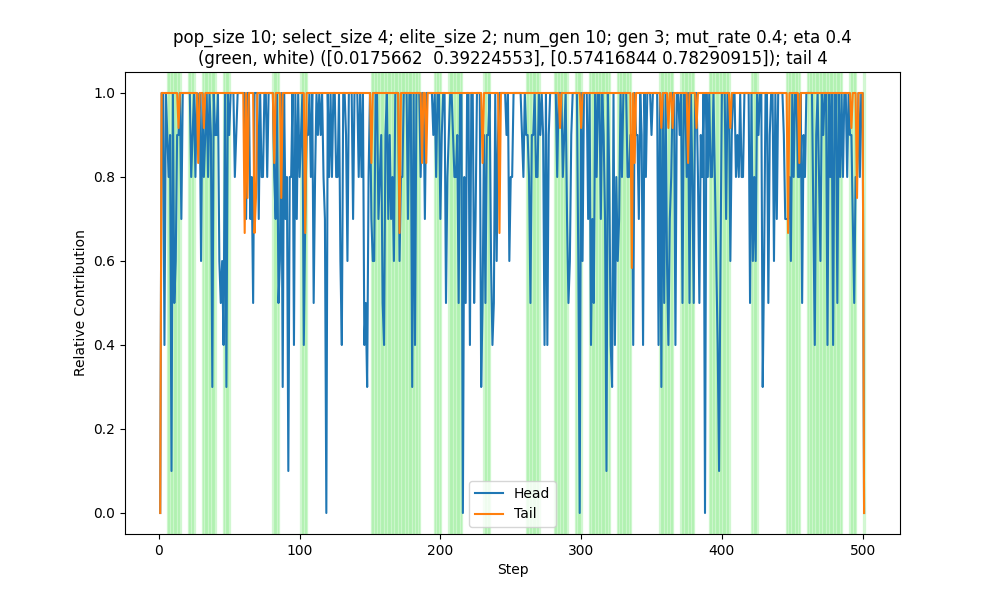 pop_size 10; select_size 4; elite_size 2; num_gen 10; gen 3; mut_rate 0.4; eta 0.4
(green, white) ([0.0175662  0.39224553], [0.57416844 0.78290915]); tail 4
Relative Contribution
1.0
0.8
0.6
0.4
0.2
0.0
Head
Tail
0 100 200 300 400 500
Step